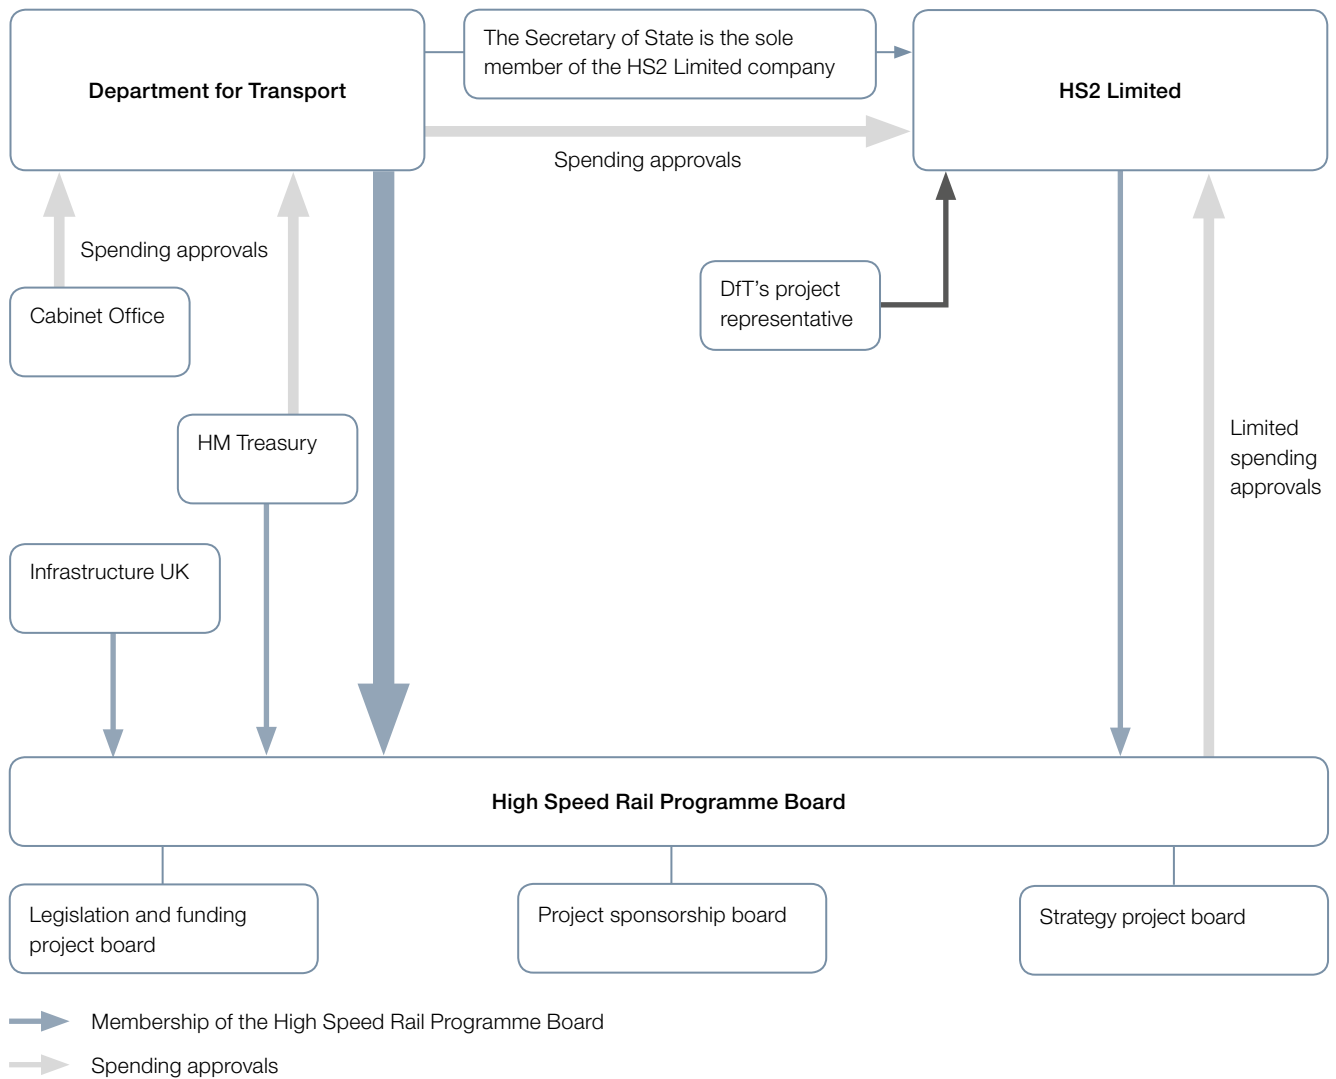 The Secretary of State is the sole
member of the HS2 Limited company
Department for Transport
HS2 Limited
Spending approvals
Spending approvals
Cabinet Office
DfT’s project
representative
HM Treasury
Limited
spending
approvals
Infrastructure UK
High Speed Rail Programme Board
Legislation and funding
project board
Project sponsorship board
Strategy project board
Membership of the High Speed Rail Programme Board
Spending approvals